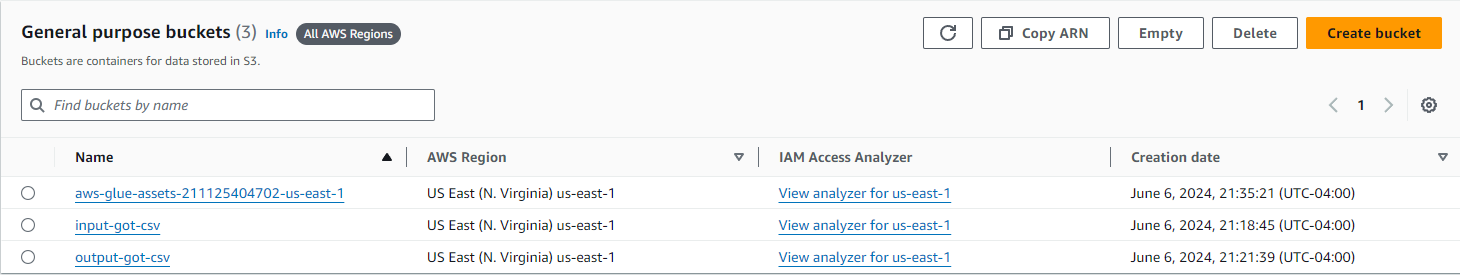 General purpose buckets (3) Info All AWS Regions Copy ARN Empty Delete Create bucket
Buckets are containers for data stored in S3.
Find buckets by name 1
Name AWS Region IAM Access Analyzer Creation date
aws-glue-assets-211125404702-us-east-1 US East (N. Virginia) us-east-1 View analyzer for us-east-1 June 6, 2024, 21:35:21 (UTC-04:00)
input-got-csv US East (N. Virginia) us-east-1 View analyzer for us-east-1 June 6, 2024, 21:18:45 (UTC-04:00)
output-got-csv US East (N. Virginia) us-east-1 View analyzer for us-east-1 June 6, 2024, 21:21:39 (UTC-04:00)